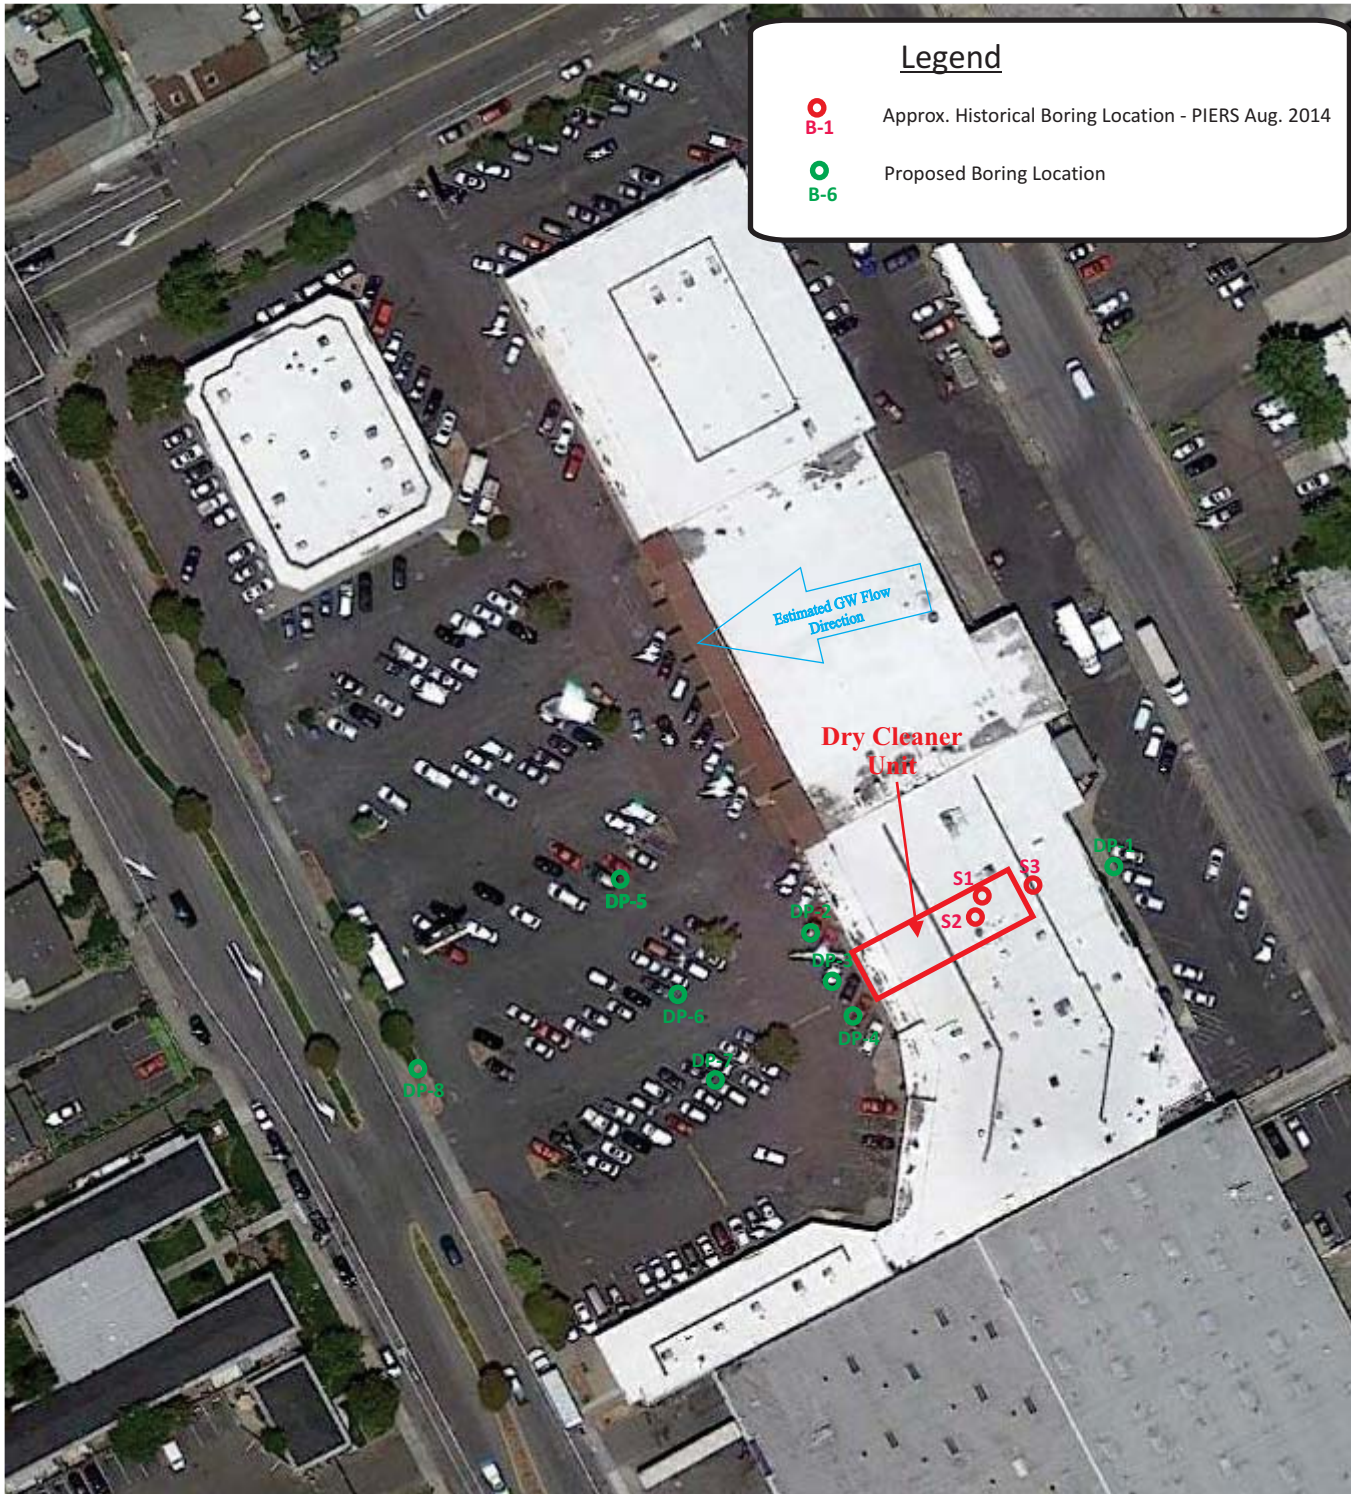 Legend
B-1
Approx. Historical Boring Location - PIERS Aug. 2014
B-6
Proposed Boring Location
Estimated GW Flow
Direction
Dry Cleaner
Unit
DP-1
S3
S1
S2
DP-5
DP-2
DP-3
DP-6
DP-4
DP-7
DP-8